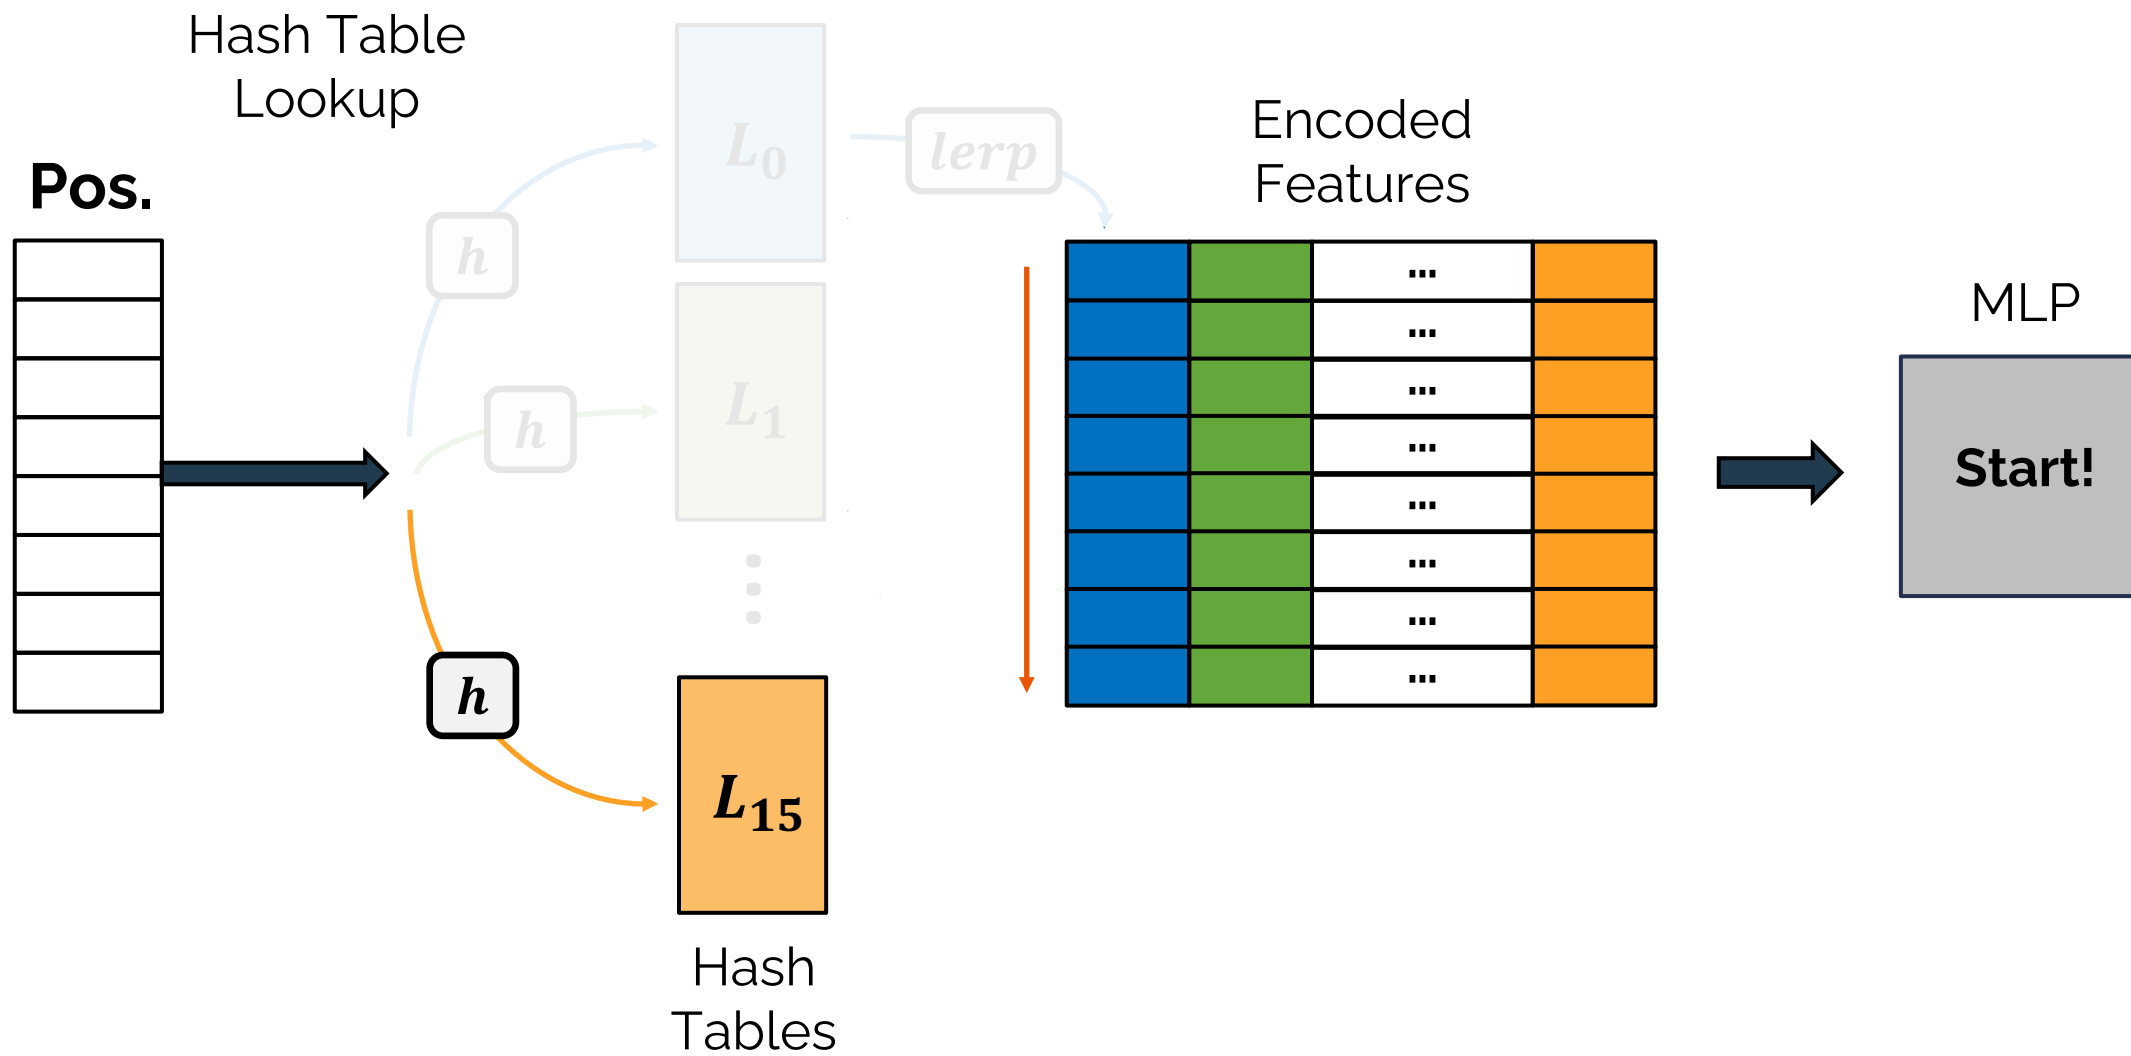 Hash Table
Lookup
Pos.
h
h
h
L0
L1
L15
Hash
Tables
lerp
Encoded
Features
...
...
...
...
...
...
...
...
MLP
Start!